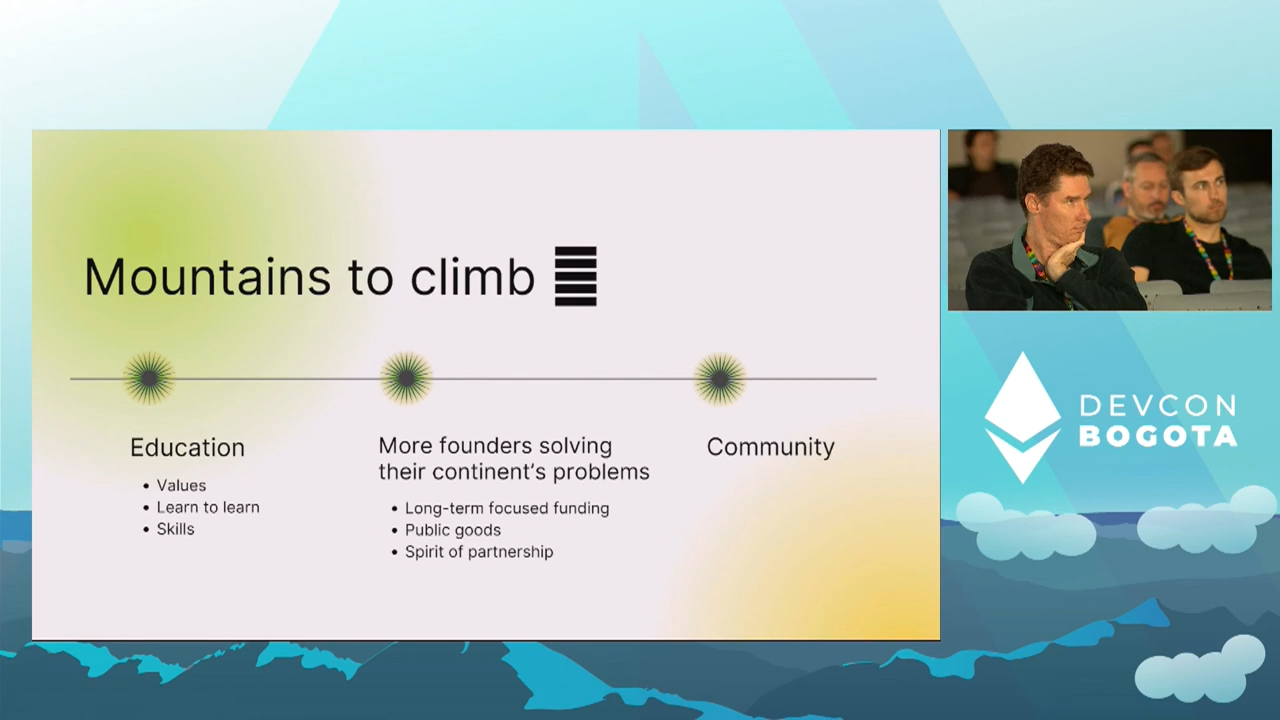 Mountains to climb
Education
• Values
• Learn to learn
• Skills
More founders solving
their continent's problems
• Long-term focused funding
• Public goods
• Spirit of partnership
Community
DEVCON
BOGOTA